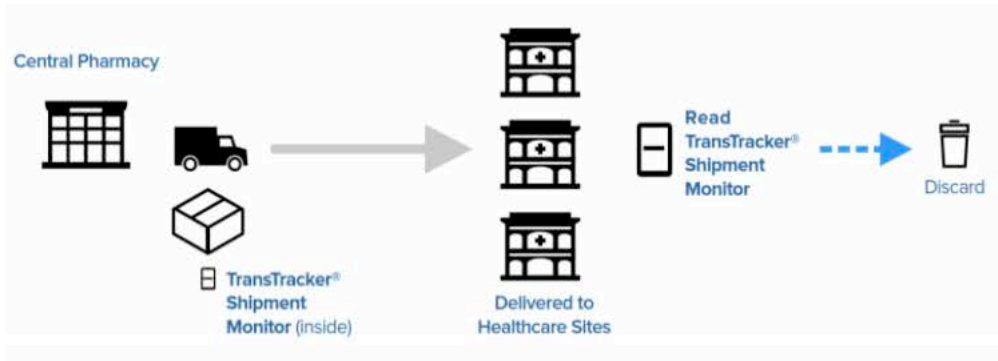 Central Pharmacy
TransTracker®
Shipment
Monitor (inside)
Delivered to
Healthcare Sites
Read
TransTracker®
Shipment
Monitor
Discard